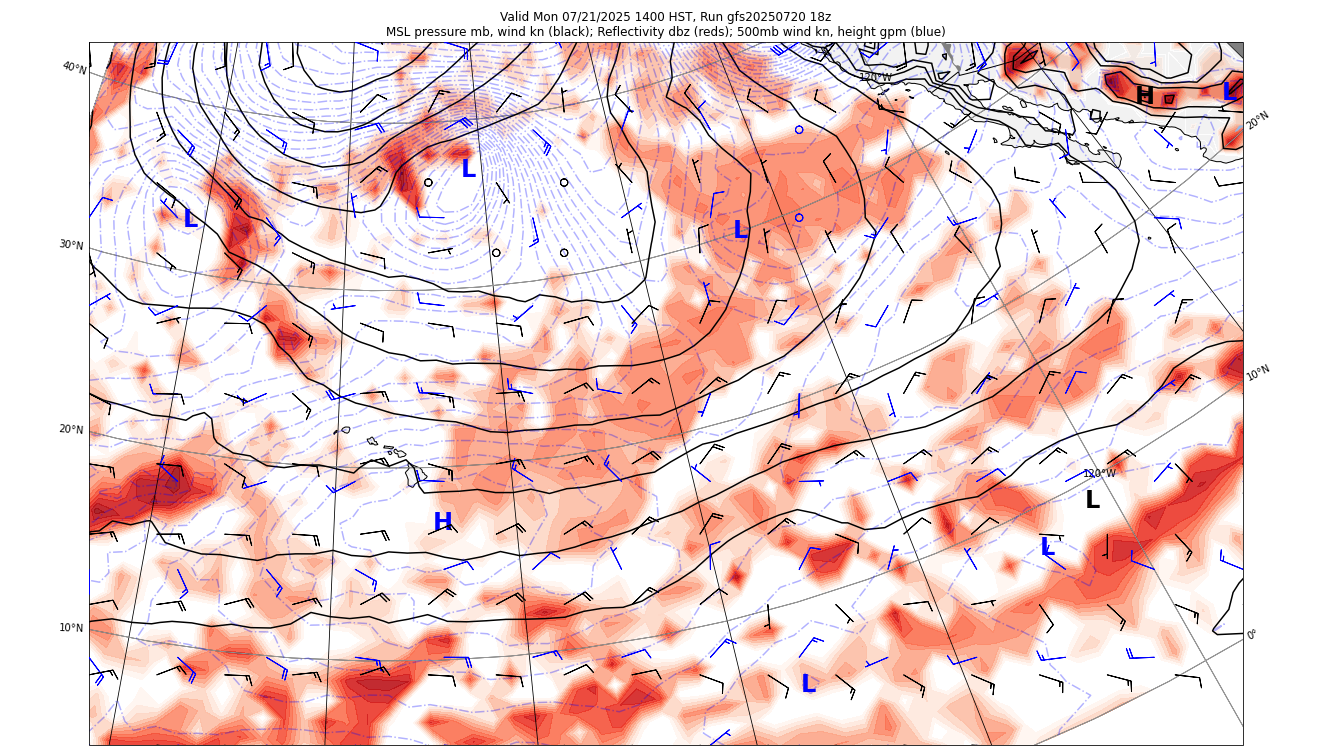 Valid Mon 07/21/2025 1400 HST, Run gfs20250720 18z
MSL pressure mb, wind kn (black); Reflectivity dbz (reds); 500mb wind kn, height gpm (blue)
40°N
120°W
H
L
20°N
L
L
L
30°N
10°N
20°N
120°W
L
H
L
10°N
0°
L